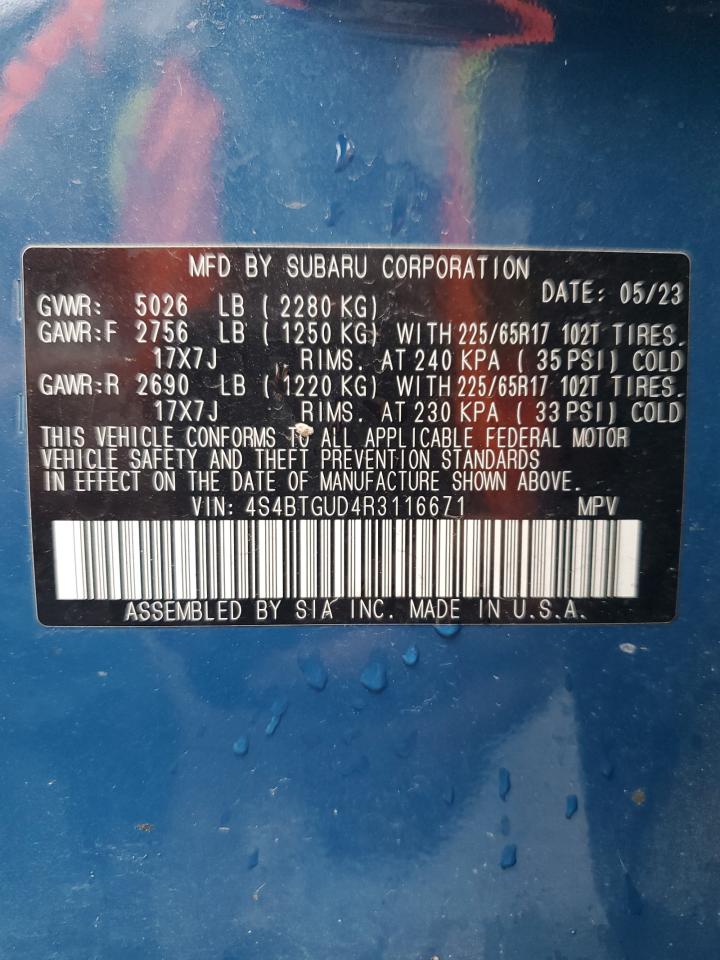 MFD BY SUBARU CORPORATION
DATE: 05/23
GVWR: 5026 LB ( 2280 KG)
GAWR:F 2756 LB ( 1250 KG) WITH 225/65R17 102T TIRES.
17X7J RIMS. AT 240 KPA ( 35 PSI) COLD
GAWR:R 2690 LB ( 1220 KG) WITH 225/65R17 102T TIRES.
17X7J RIMS. AT 230 KPA ( 33 PSI) COLD
THIS VEHICLE CONFORMS TO ALL APPLICABLE FEDERAL MOTOR
VEHICLE SAFETY AND THEFT PREVENTION STANDARDS
IN EFFECT ON THE DATE OF MANUFACTURE SHOWN ABOVE.
VIN: 4S4BTGUD4R3116671 MPV
ASSEMBLED BY SIA INC. MADE IN U.S.A.